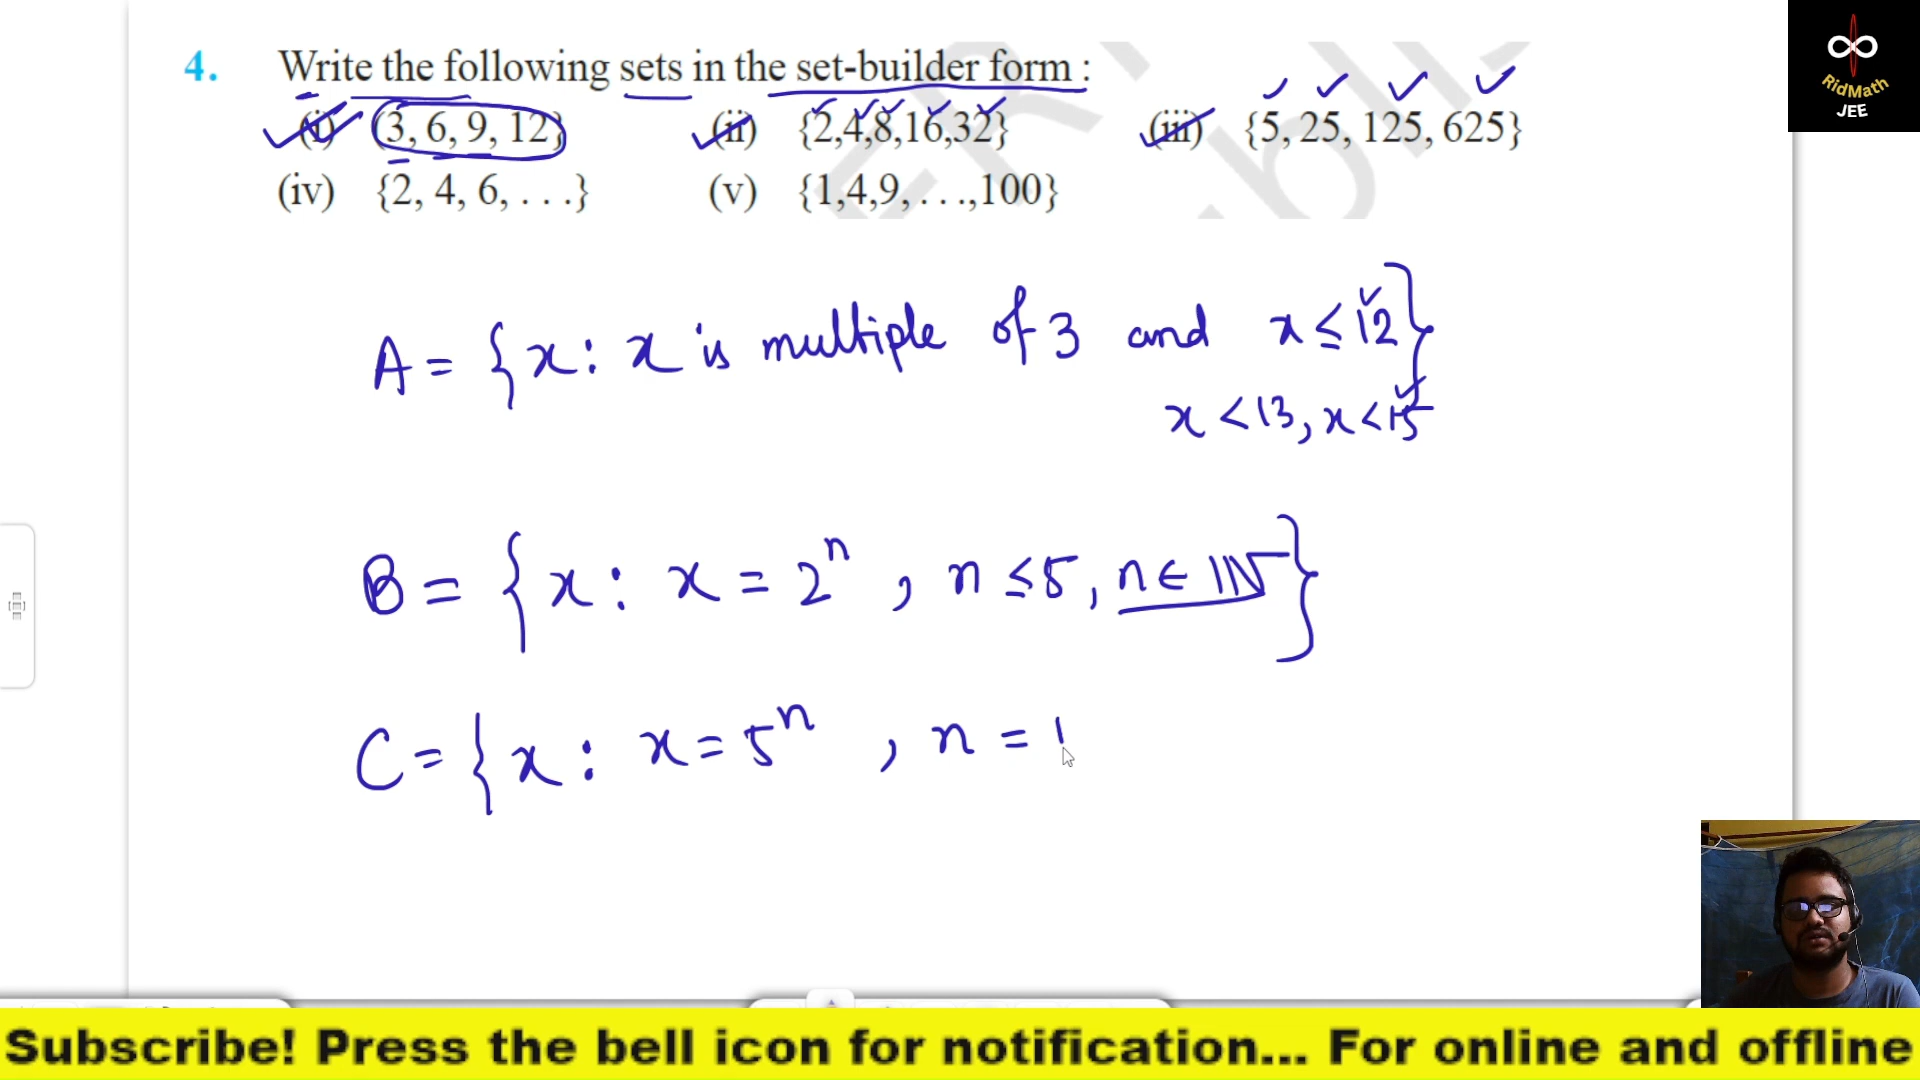 4. Write the following sets in the set-builder form :
(i) {3, 6, 9, 12} (ii) {2,4,8,16,32} (iii) {5, 25, 125, 625}
(iv) {2, 4, 6, . . .} (v) {1,4,9, . . .,100}
A = { x : x is multiple of 3 and x ≤ 12 }
x < 13, x < 15
B = { x : x = 2ⁿ , n ≤ 5, n ∈ IN }
C = { x : x = 5ⁿ , n = 1
RidMath
JEE
Subscribe! Press the bell icon for notification... For online and offline